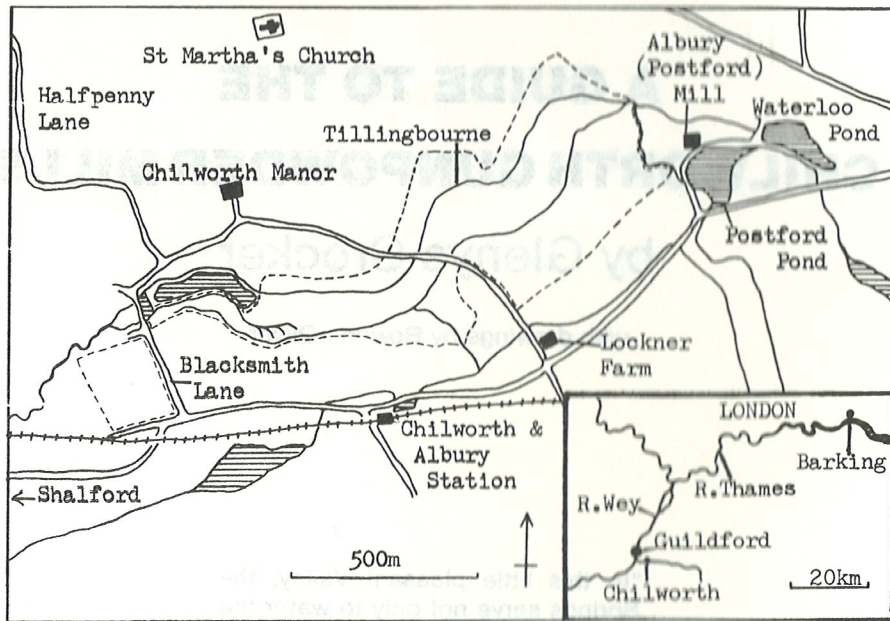 St Martha's Church
Halfpenny
Lane
Tillingbourne
Albury
(Postford)
Mill
Waterloo
Pond
Chilworth Manor
Postford
Pond
Blacksmith
Lane
Lockner
Farm
Chilworth &
Albury
Station
←Shalford
500m
LONDON
Barking
R.Thames
R.Wey
Guildford
Chilworth
20km